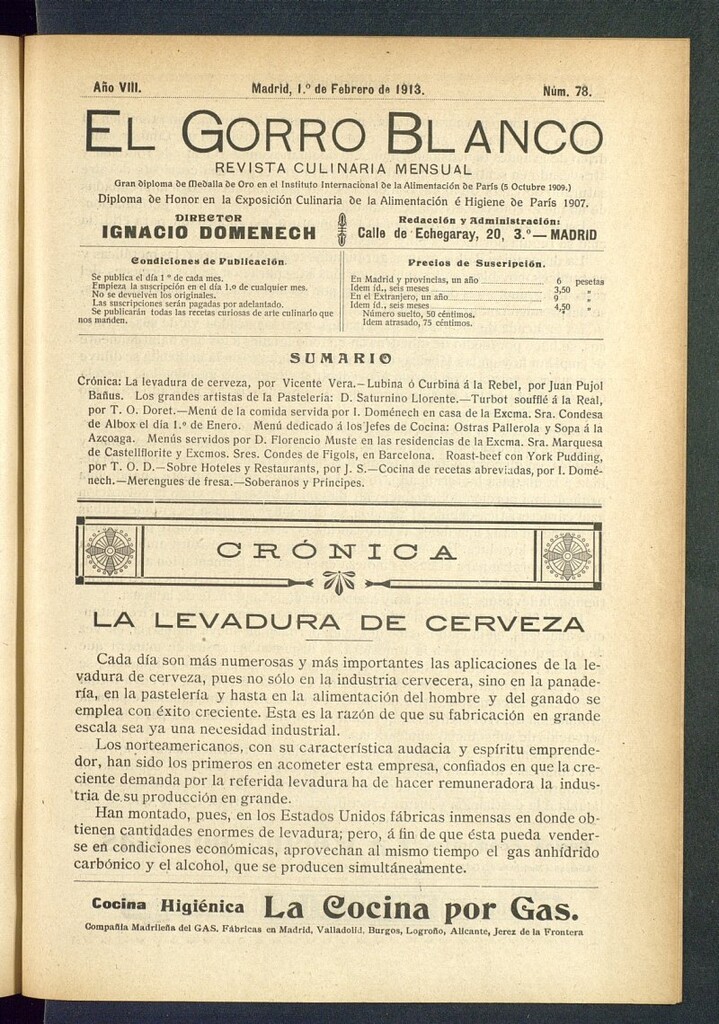 Año VIII. Madrid, 1.º de Febrero de 1913. Núm. 78.
EL GORRO BLANCO
REVISTA CULINARIA MENSUAL
Gran diploma de Medalla de Oro en el Instituto Internacional de la Alimentación de París (5 Octubre 1909.)
Diploma de Honor en la Exposición Culinaria de la Alimentación é Higiene de París 1907.
DIRECTOR
IGNACIO DOMENECH
Redacción y Administración:
Calle de Echegaray, 20, 3.º—MADRID
Condiciones de Publicación.
Se publica el día 1 º de cada mes.
Empieza la suscripción en el día 1.º de cualquier mes.
No se devuelven los originales.
Las suscripciones serán pagadas por adelantado.
Se publicarán todas las recetas curiosas de arte culinario que
nos manden.
Precios de Suscripción.
En Madrid y provincias, un año 6 pesetas
Idem íd., seis meses 3,50 "
En el Extranjero, un año 9 "
Idem íd., seis meses 4,50 "
Número suelto, 50 céntimos.
Idem atrasado, 75 céntimos.
SUMARIO
Crónica: La levadura de cerveza, por Vicente Vera.—Lubina ó Curbina á la Rebel, por Juan Pujol
Bañus. Los grandes artistas de la Pastelería: D. Saturnino Llorente.—Turbot soufflé á la Real,
por T. O. Doret.—Menú de la comida servida por I. Doménech en casa de la Excma. Sra. Condesa
de Albox el día 1.º de Enero. Menú dedicado á los Jefes de Cocina: Ostras Pallerola y Sopa á la
Azcoaga. Menús servidos por D. Florencio Muste en las residencias de la Excma. Sra. Marquesa
de Castellflorite y Excmos. Sres. Condes de Figols, en Barcelona. Roast-beef con York Pudding,
por T. O. D.—Sobre Hoteles y Restaurants, por J. S.—Cocina de recetas abreviadas, por I. Domé-
nech.—Merengues de fresa.—Soberanos y Príncipes.
CRÓNICA
LA LEVADURA DE CERVEZA
Cada día son más numerosas y más importantes las aplicaciones de la le-
vadura de cerveza, pues no sólo en la industria cervecera, sino en la panade-
ría, en la pastelería y hasta en la alimentación del hombre y del ganado se
emplea con éxito creciente. Esta es la razón de que su fabricación en grande
escala sea ya una necesidad industrial.
Los norteamericanos, con su característica audacia y espíritu emprende-
dor, han sido los primeros en acometer esta empresa, confiados en que la cre-
ciente demanda por la referida levadura ha de hacer remuneradora la indus-
tria de su producción en grande.
Han montado, pues, en los Estados Unidos fábricas inmensas en donde ob-
tienen cantidades enormes de levadura; pero, á fin de que ésta pueda vender-
se en condiciones económicas, aprovechan al mismo tiempo el gas anhídrido
carbónico y el alcohol, que se producen simultáneamente.
Cocina Higiénica La Cocina por Gas.
Compañía Madrileña del GAS. Fábricas en Madrid, Valladolid, Burgos, Logroño, Alicante, Jerez de la Frontera